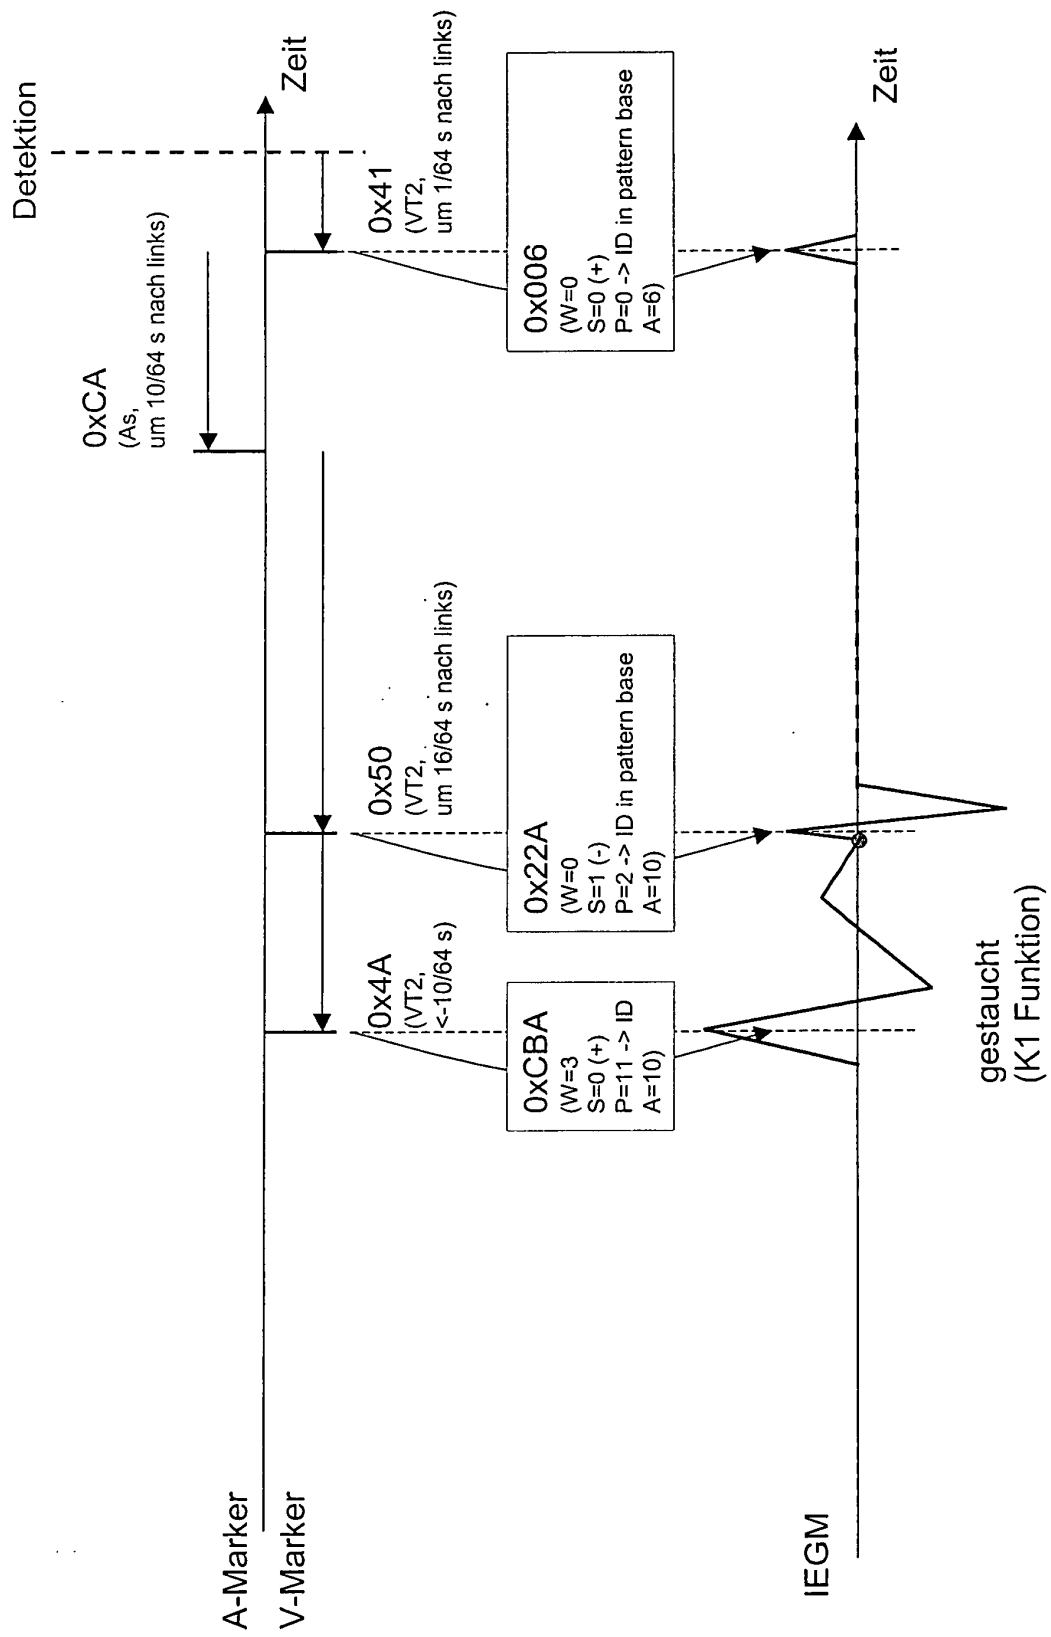 Detektion
0xCA
(As,
um 10/64 s nach links)
Zeit
A-Marker
V-Marker
0x4A
(VT2,
<-10/64 s)
0x50
(VT2,
um 16/64 s nach links)
0x41
(VT2,
um 1/64 s nach links)
0xCBA
(W=3
S=0 (+)
P=11 -> ID
A=10)
0x22A
(W=0
S=1 (-)
P=2 -> ID in pattern base
A=10)
0x006
(W=0
S=0 (+)
P=0 -> ID in pattern base
A=6)
IEGM
Zeit
gestaucht
(K1 Funktion)